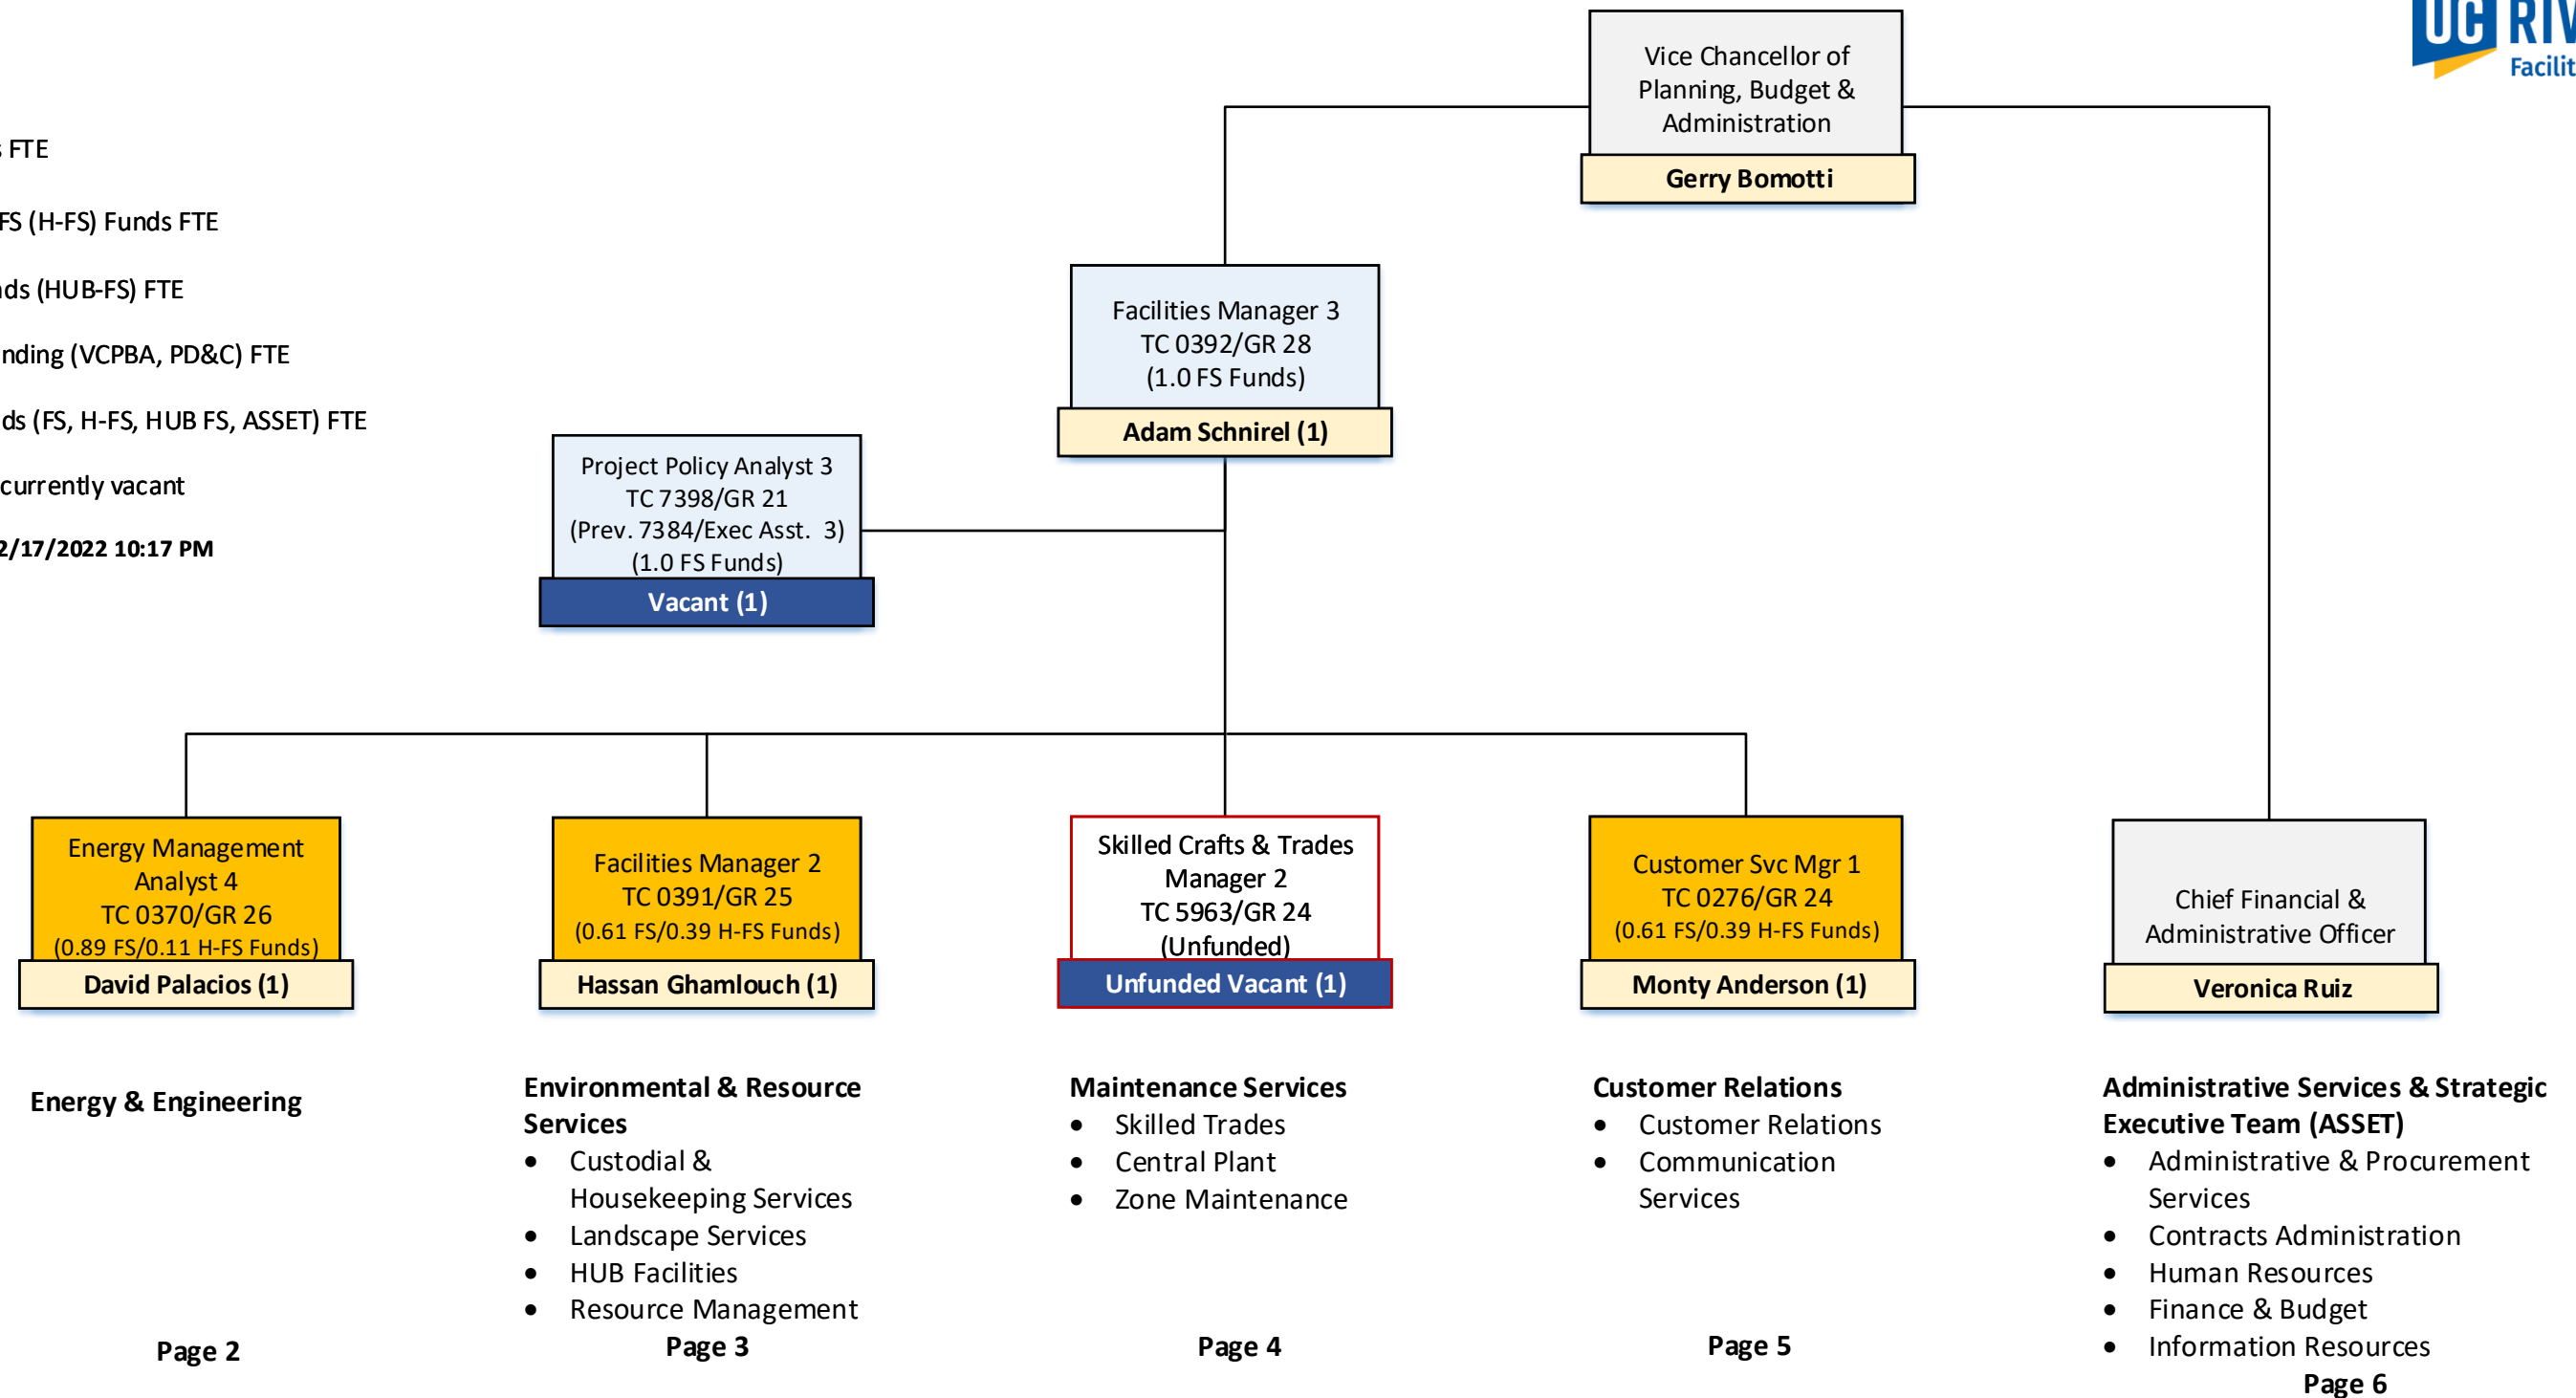 UC RIV
Facilit
Vice Chancellor of
Planning, Budget &
Administration
Gerry Bomotti
s FTE
FS (H-FS) Funds FTE
nds (HUB-FS) FTE
nding (VCPBA, PD&C) FTE
ds (FS, H-FS, HUB FS, ASSET) FTE
currently vacant
2/17/2022 10:17 PM
Facilities Manager 3
TC 0392/GR 28
(1.0 FS Funds)
Adam Schnirel (1)
Project Policy Analyst 3
TC 7398/GR 21
(Prev. 7384/Exec Asst. 3)
(1.0 FS Funds)
Vacant (1)
Energy Management
Analyst 4
TC 0370/GR 26
(0.89 FS/0.11 H-FS Funds)
David Palacios (1)
Facilities Manager 2
TC 0391/GR 25
(0.61 FS/0.39 H-FS Funds)
Hassan Ghamlouch (1)
Skilled Crafts & Trades
Manager 2
TC 5963/GR 24
(Unfunded)
Unfunded Vacant (1)
Customer Svc Mgr 1
TC 0276/GR 24
(0.61 FS/0.39 H-FS Funds)
Monty Anderson (1)
Chief Financial &
Administrative Officer
Veronica Ruiz
Energy & Engineering
Page 2
Environmental & Resource
Services
• Custodial &
Housekeeping Services
• Landscape Services
• HUB Facilities
• Resource Management
Page 3
Maintenance Services
• Skilled Trades
• Central Plant
• Zone Maintenance
Page 4
Customer Relations
• Customer Relations
• Communication
Services
Page 5
Administrative Services & Strategic
Executive Team (ASSET)
• Administrative & Procurement
Services
• Contracts Administration
• Human Resources
• Finance & Budget
• Information Resources
Page 6